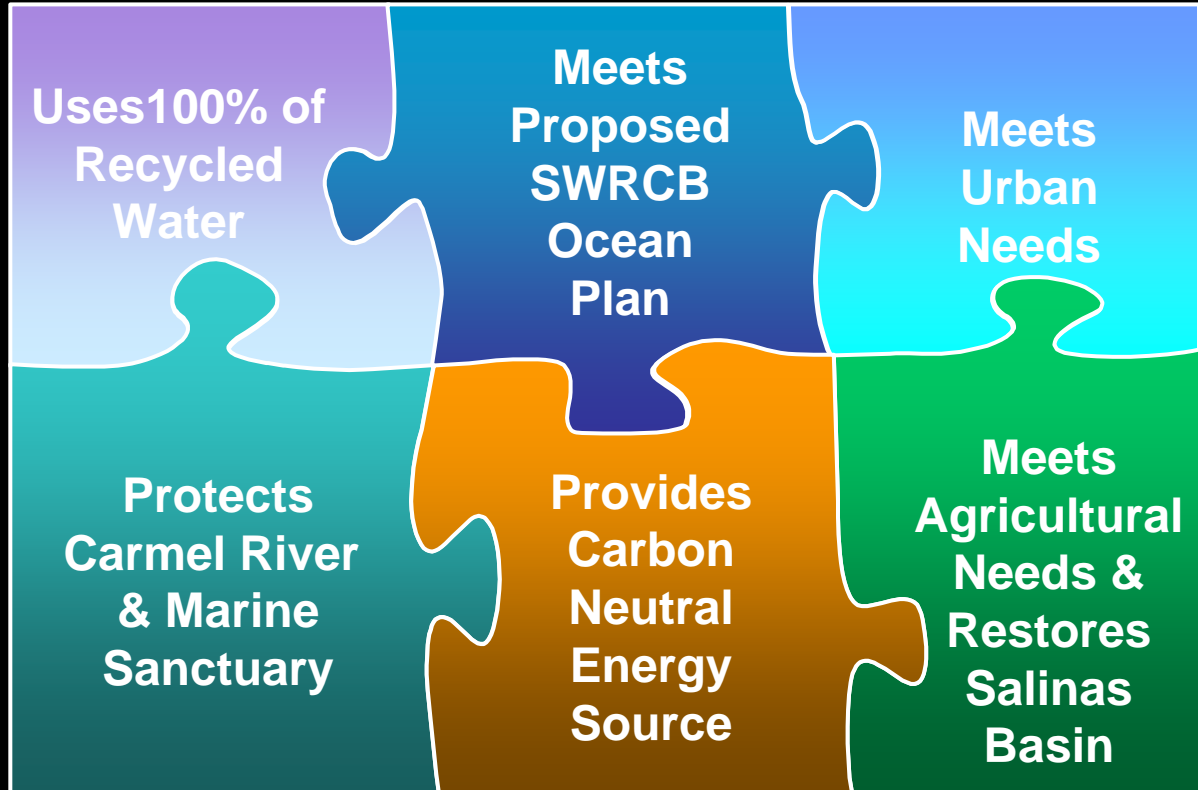 Uses100% of
Recycled
Water
Meets
Proposed
SWRCB
Ocean
Plan
Meets
Urban
Needs
Protects
Carmel River
& Marine
Sanctuary
Provides
Carbon
Neutral
Energy
Source
Meets
Agricultural
Needs &
Restores
Salinas
Basin